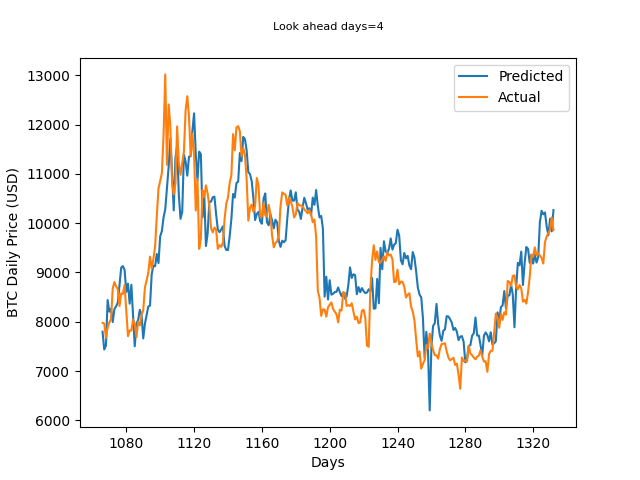 Look ahead days=4
13000
12000
11000
10000
9000
8000
7000
6000
BTC Daily Price (USD)
Predicted
Actual
1080 1120 1160 1200 1240 1280 1320
Days